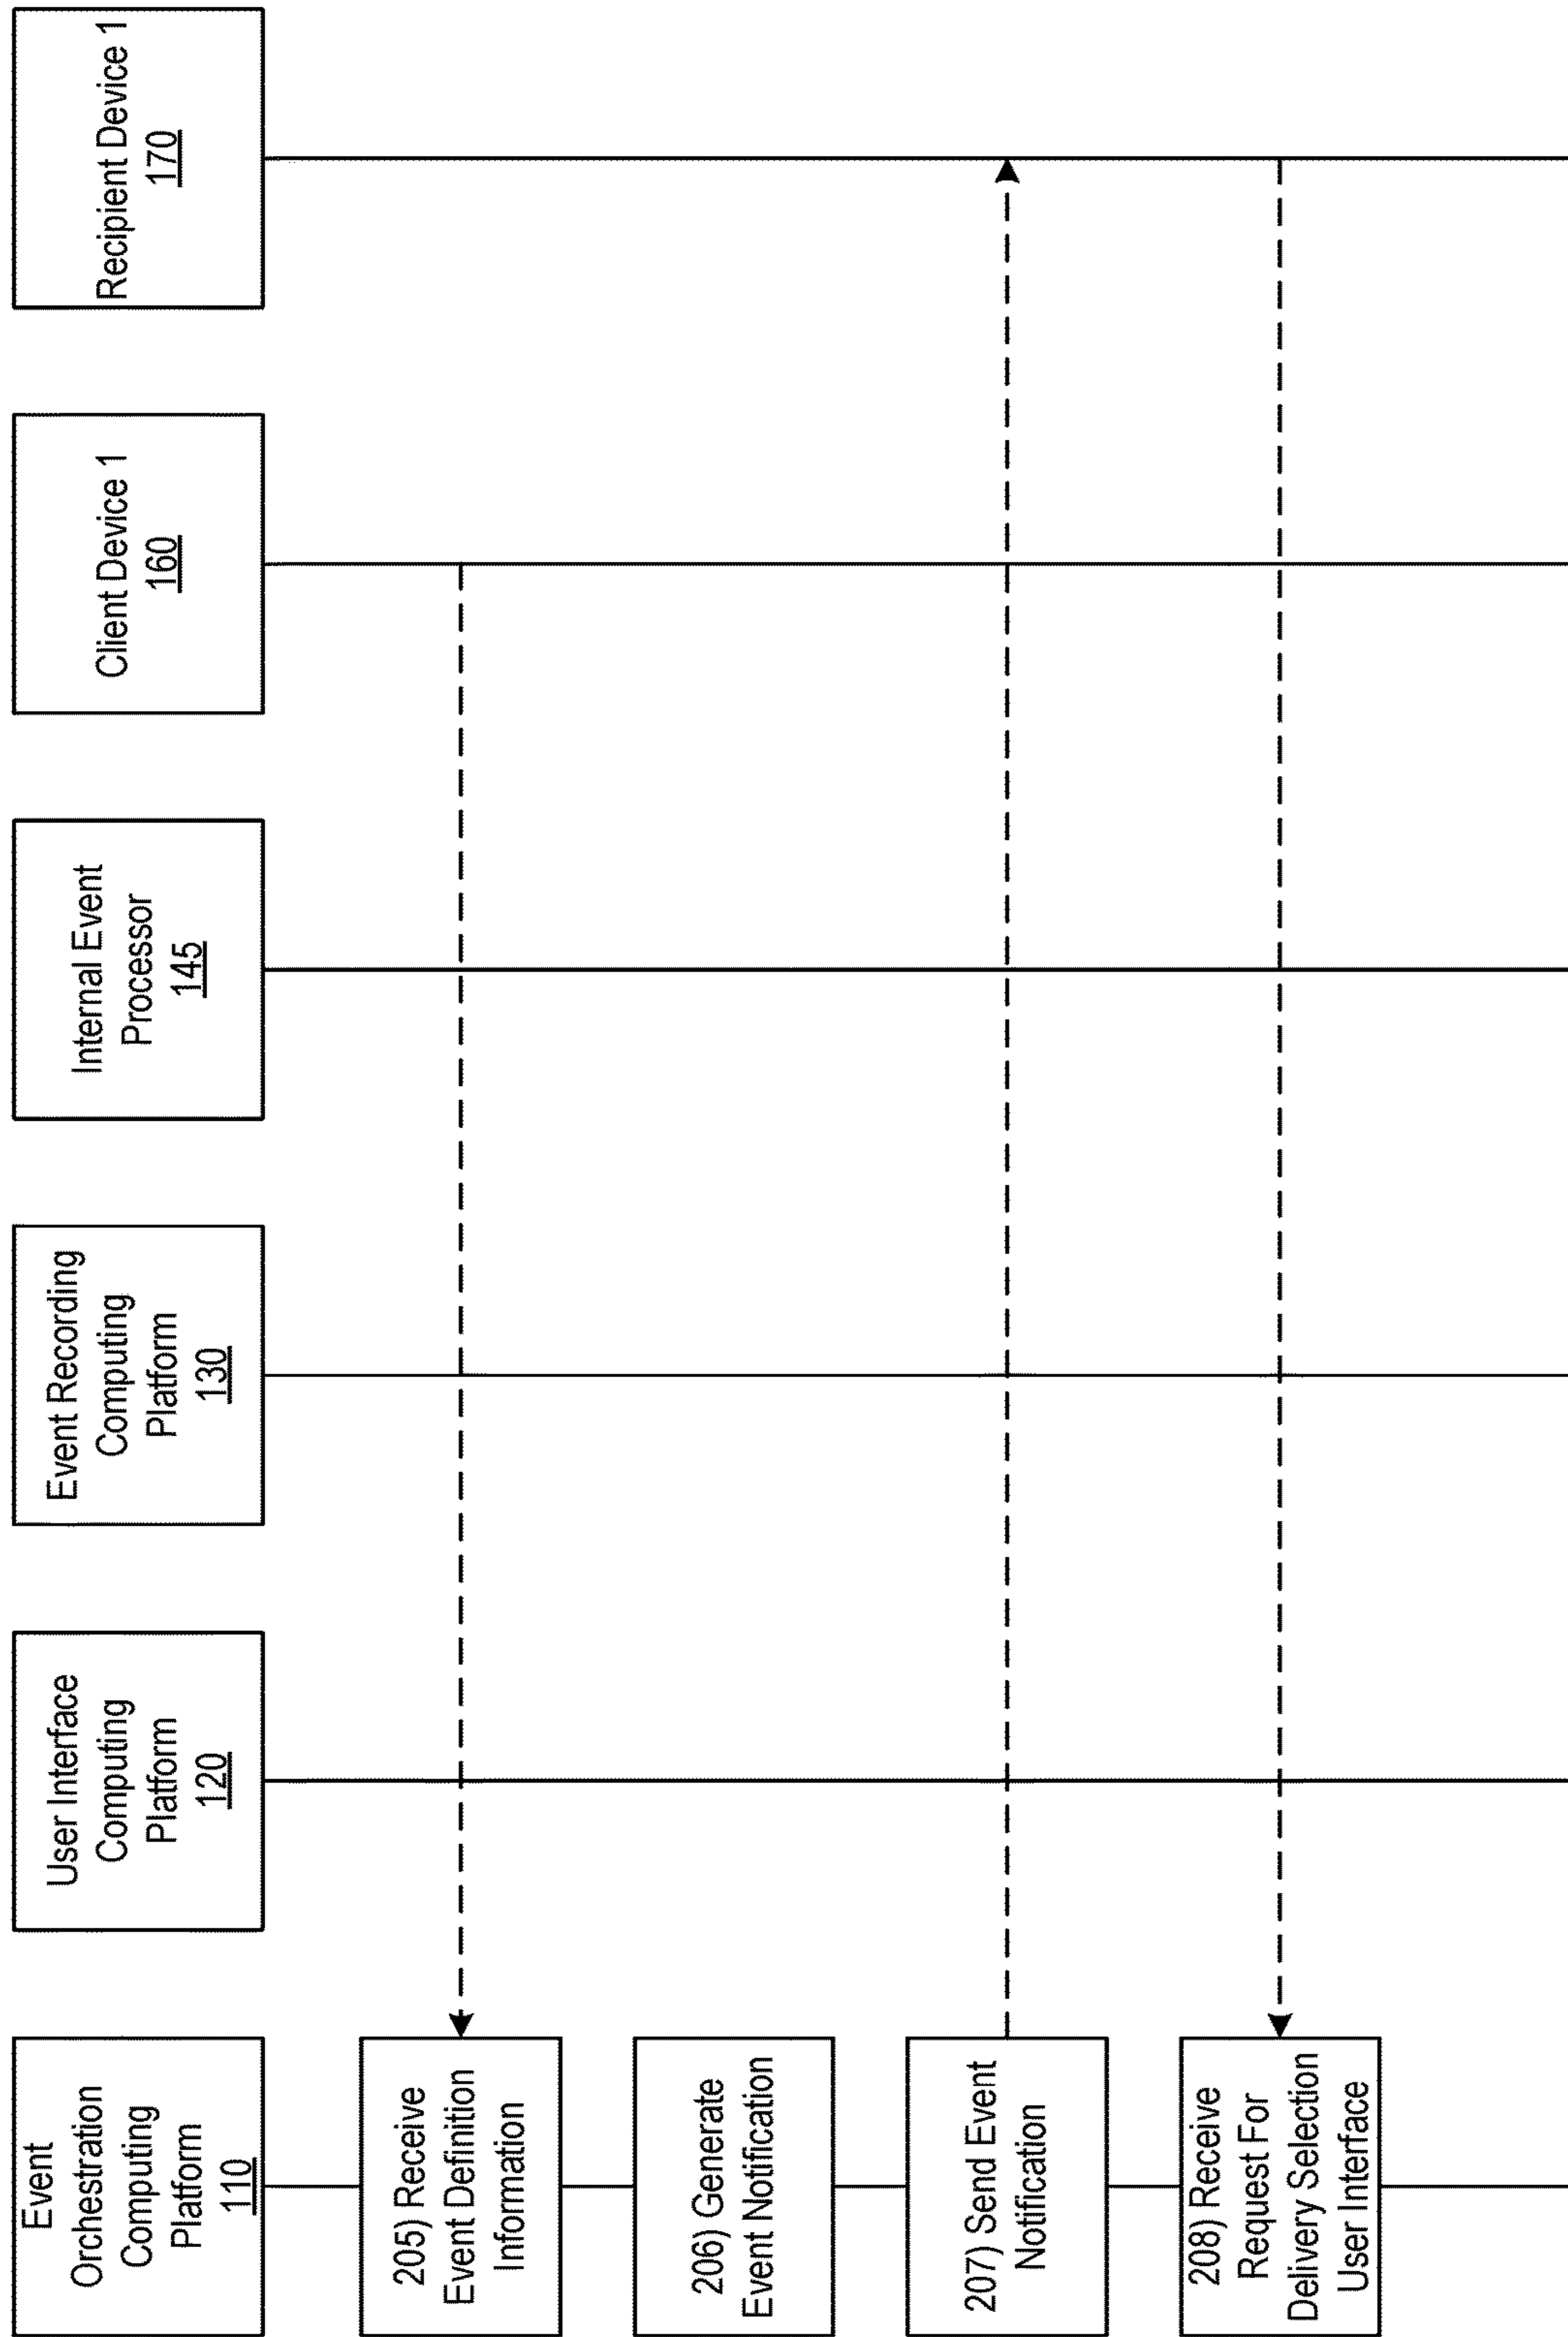 Event
Orchestration
Computing
Platform
110
User Interface
Computing
Platform
120
Event Recording
Computing
Platform
130
Internal Event
Processor
145
Client Device 1
160
Recipient Device 1
170
205) Receive
Event Definition
Information
206) Generate
Event Notification
207) Send Event
Notification
208) Receive
Request For
Delivery Selection
User Interface